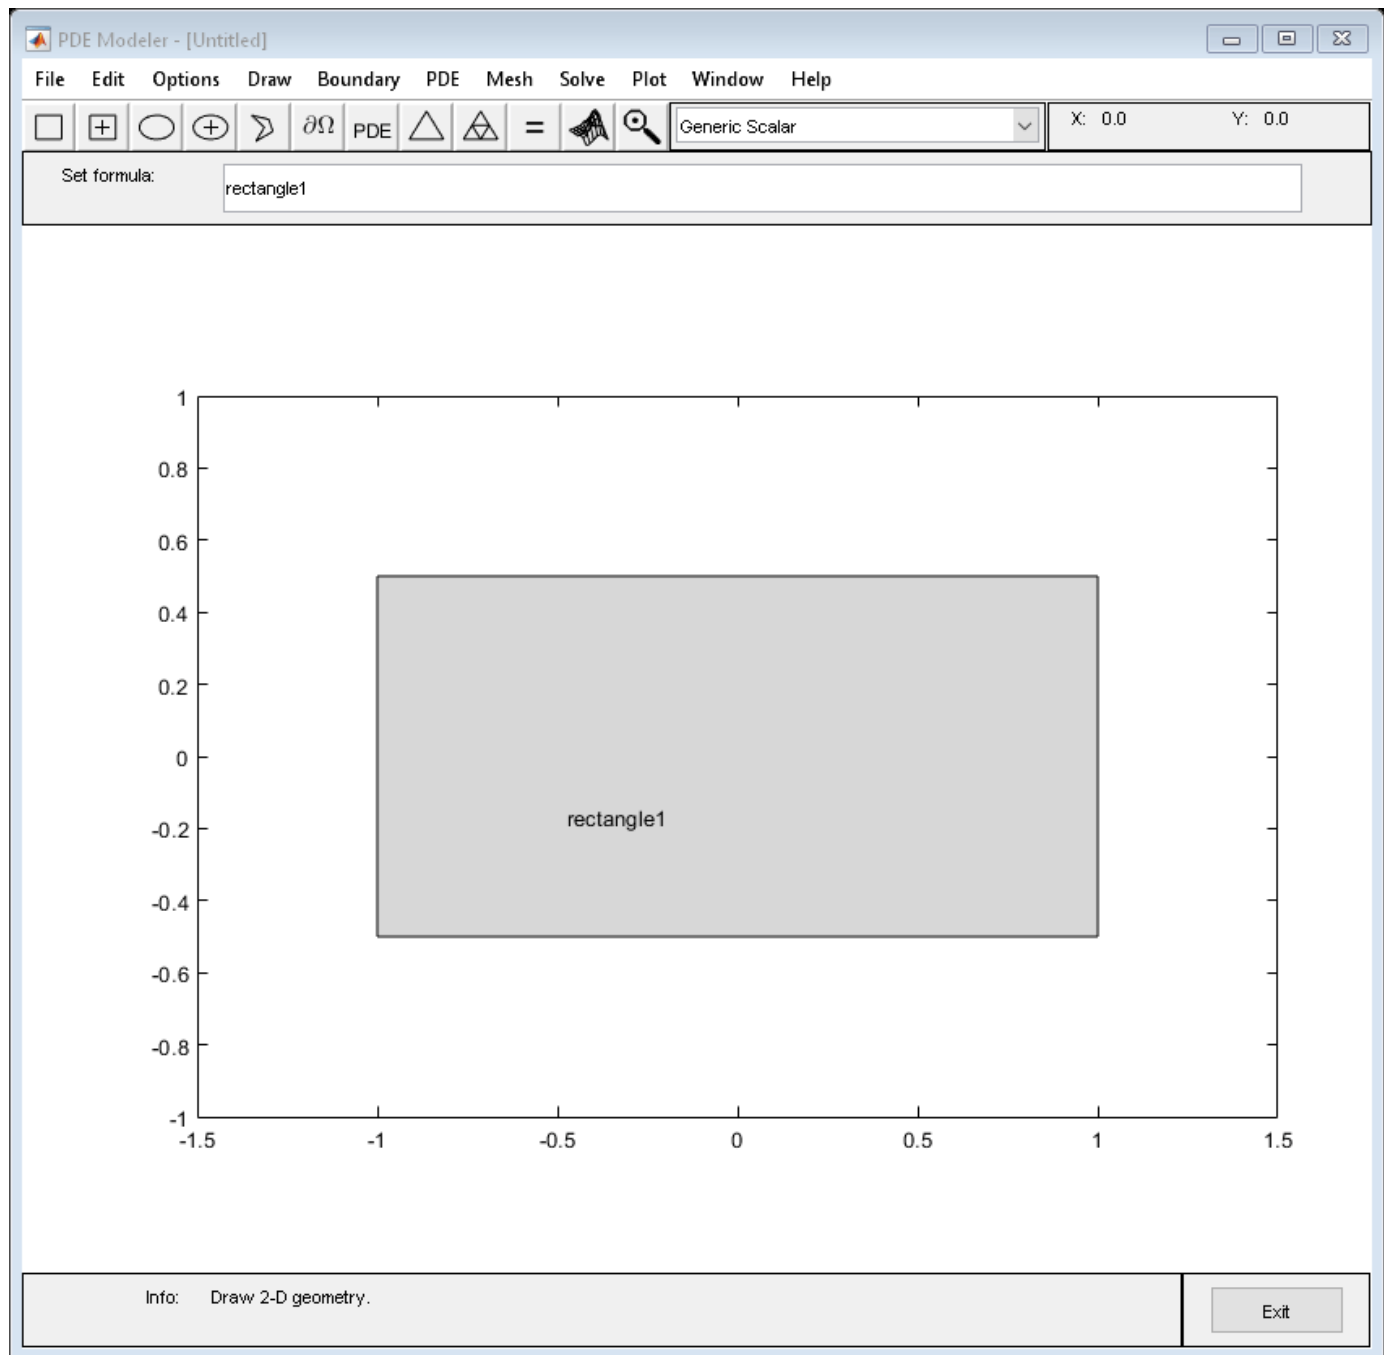 PDE Modeler - [Untitled]
File Edit Options Draw Boundary PDE Mesh Solve Plot Window Help
∂Ω PDE = Generic Scalar X: 0.0 Y: 0.0
Set formula: rectangle1
1
0.8
0.6
0.4
0.2
0
rectangle1
-0.2
-0.4
-0.6
-0.8
-1
-1.5 -1 -0.5 0 0.5 1 1.5
Info: Draw 2-D geometry. Exit